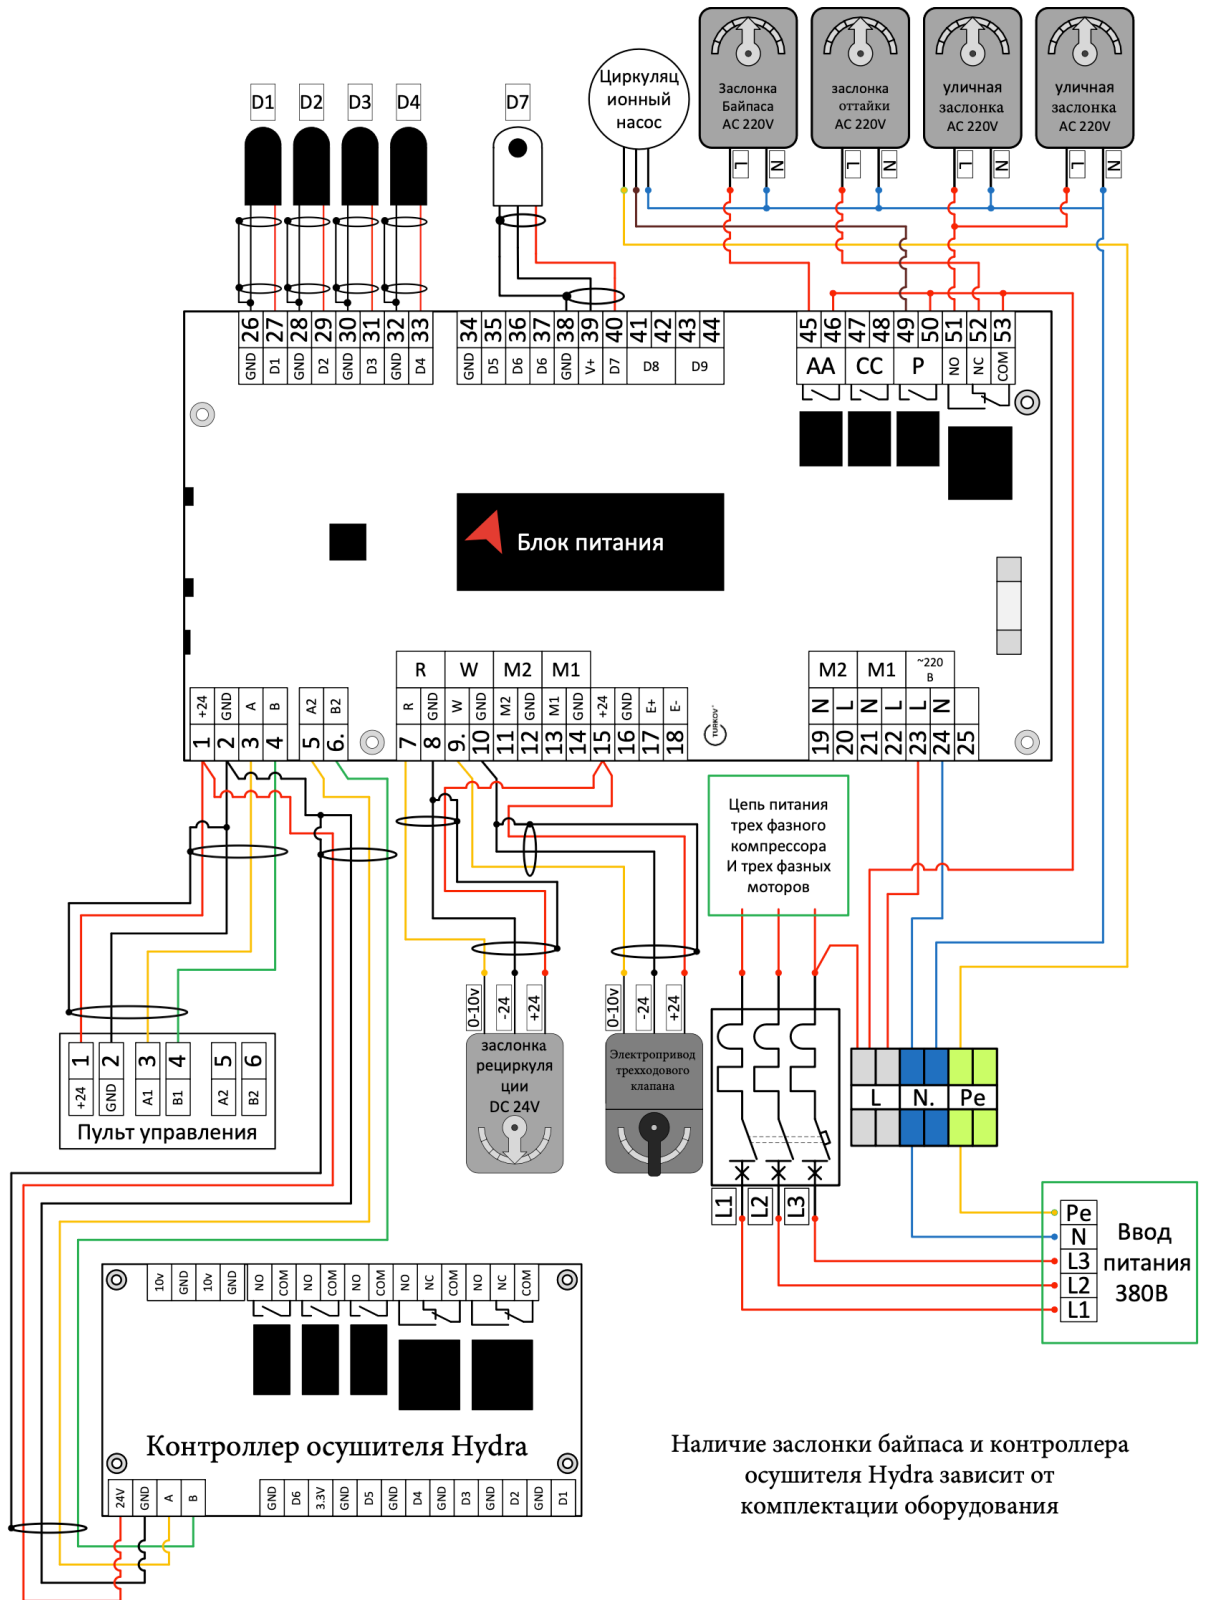 D1
D2
D3
D4
D7
Циркуляц
ионный
насос
Заслонка
Байпаса
AC 220V
заслонка
оттайки
AC 220V
уличная
заслонка
AC 220V
уличная
заслонка
AC 220V
L
N
L
N
L
N
L
N
26 27 28 29 30 31 32 33
GND D1 GND D2 GND D3 GND D4
34 35 36 37 38 39 40 41 42 43 44
GND D5 D6 D6 GND V+ D7 D8 D9
45 46 47 48 49 50 51 52 53
AA CC P NO NC COM
Блок питания
R W M2 M1
+24 GND A B
A2 B2
R GND W GND M2 GND M1 GND +24 GND E+ E-
1 2 3 4
5 6.
7 8 9. 10 11 12 13 14 15 16 17 18
TURKOV
M2 M1 ~220
В
N L N L L N
19 20 21 22 23 24 25
Цепь питания
трех фазного
компрессора
И трех фазных
моторов
0-10v
-24
+24
заслонка
рециркуля
ции
DC 24V
0-10v
-24
+24
Электропривод
трехходового
клапана
1 2 3 4 5 6
+24 GND A1 B1 A2 B2
Пульт управления
L N. Pe
L1
L2
L3
Pe
N
L3
L2
L1
Ввод
питания
380В
10v GND 10v GND NO COM NO COM NO COM NO NC COM NO NC COM
Контроллер осушителя Hydra
24V GND A B
GND D6 3.3V GND D5 GND D4 GND D3 GND D2 GND D1
Наличие заслонки байпаса и контроллера
осушителя Hydra зависит от
комплектации оборудования